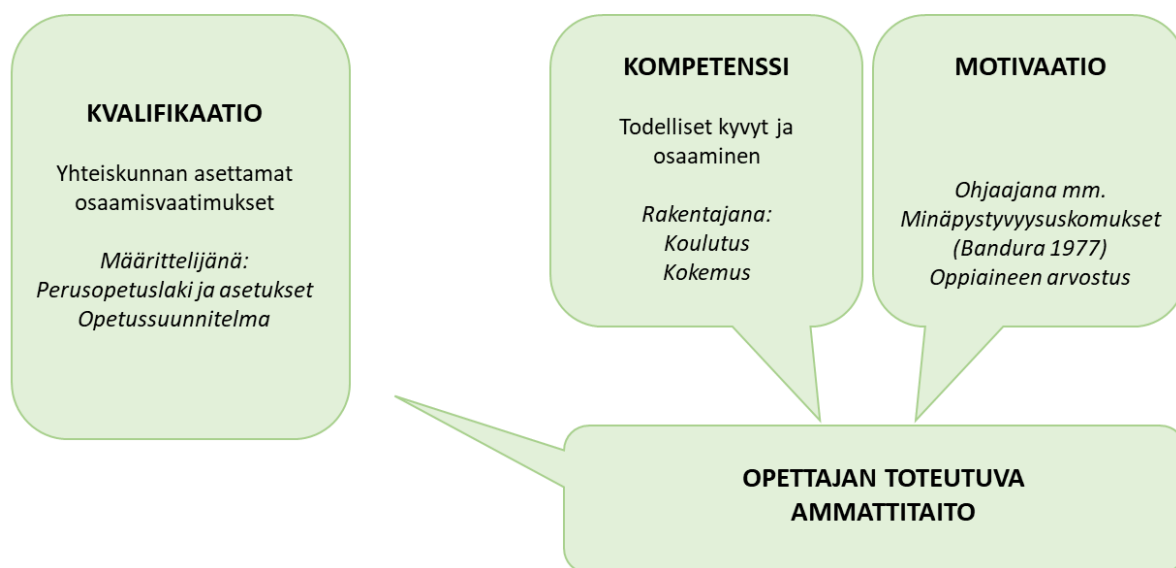 KVALIFIKAATIO
Yhteiskunnan asettamat
osaamisvaatimukset
Määrittelijänä:
Perusopetuslaki ja asetukset
Opetussuunnitelma
KOMPETENSSI
Todelliset kyvyt ja
osaaminen
Rakentajana:
Koulutus
Kokemus
MOTIVAATIO
Ohjaajana mm.
Minäpystyvyysuskomukset
(Bandura 1977)
Oppiaineen arvostus
OPETTAJAN TOTEUTUVA
AMMATTITAITO